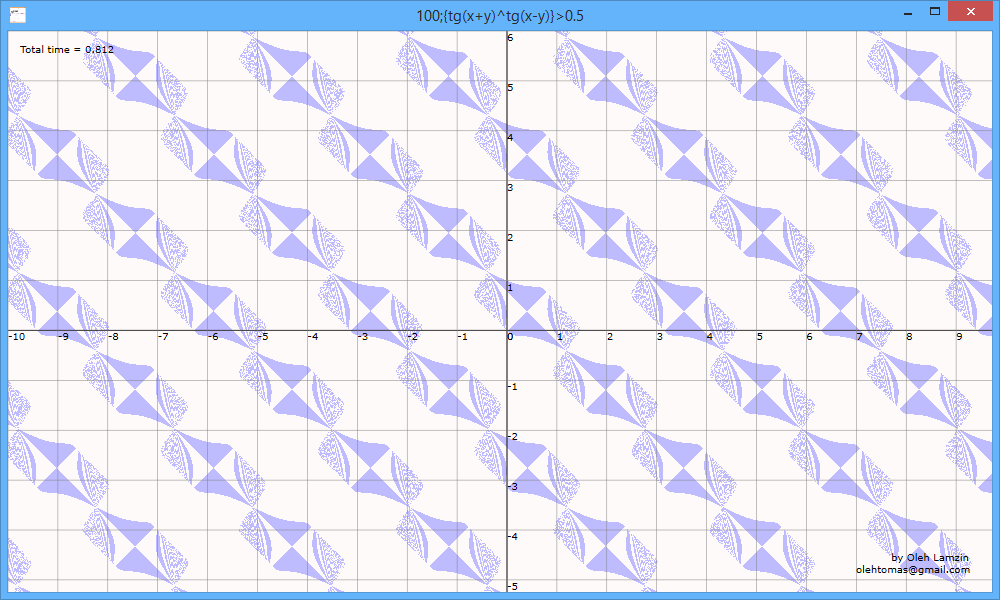 100;{tg(x+y)^tg(x-y)}>0.5
Total time = 0.812
6
5
4
3
2
1
-10 -9 -8 -7 -6 -5 -4 -3 -2 -1 0 1 2 3 4 5 6 7 8 9
-1
-2
-3
-4
by Oleh Lamzin
olehtomas@gmail.com
-5